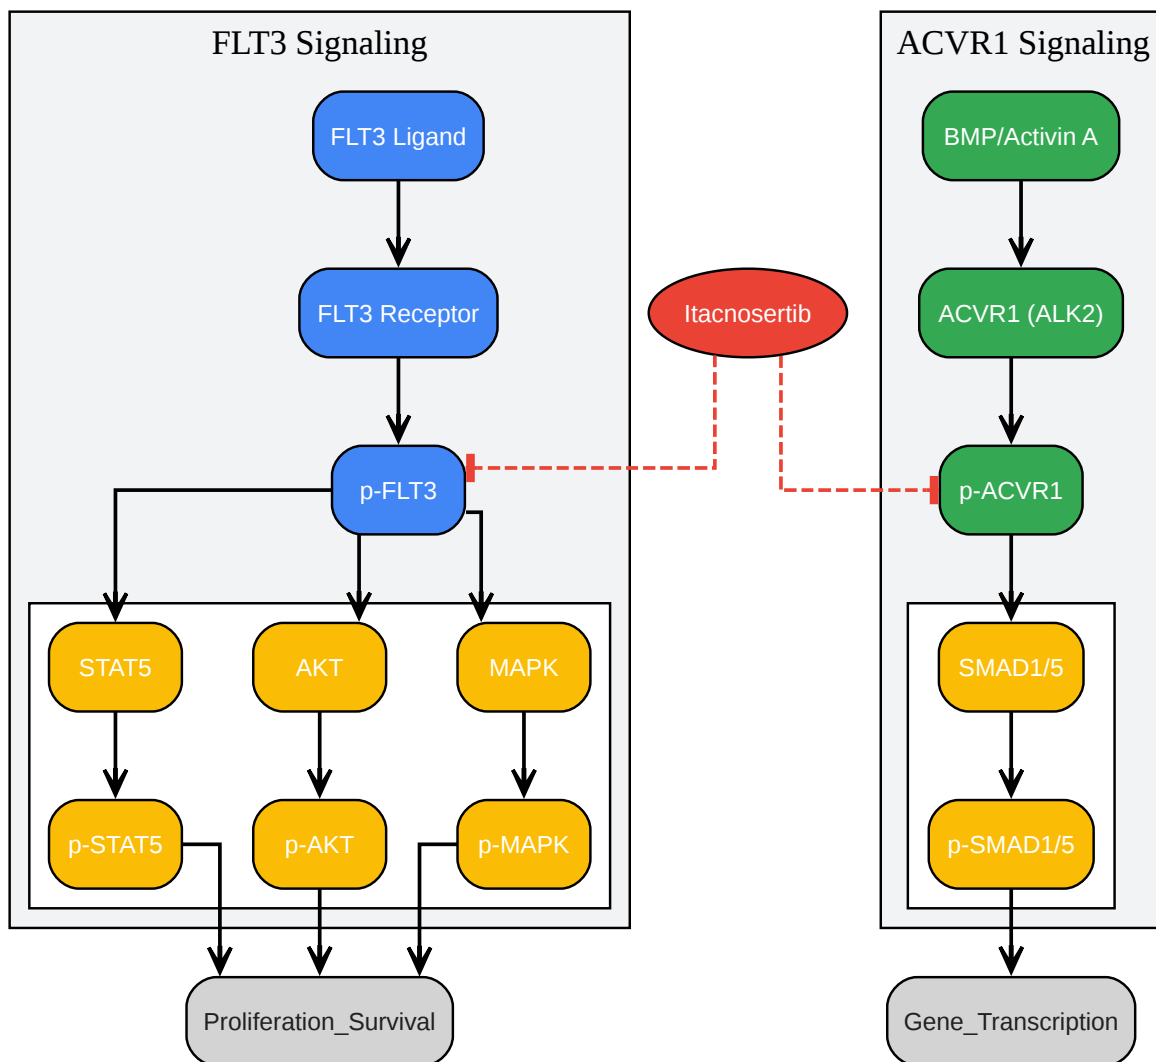 FLT3 Signaling
ACVR1 Signaling
FLT3 Ligand
BMP/Activin A
FLT3 Receptor
Itacnosertib
ACVR1 (ALK2)
p-FLT3
p-ACVR1
STAT5
AKT
MAPK
SMAD1/5
p-STAT5
p-AKT
p-MAPK
p-SMAD1/5
Proliferation_Survival
Gene_Transcription